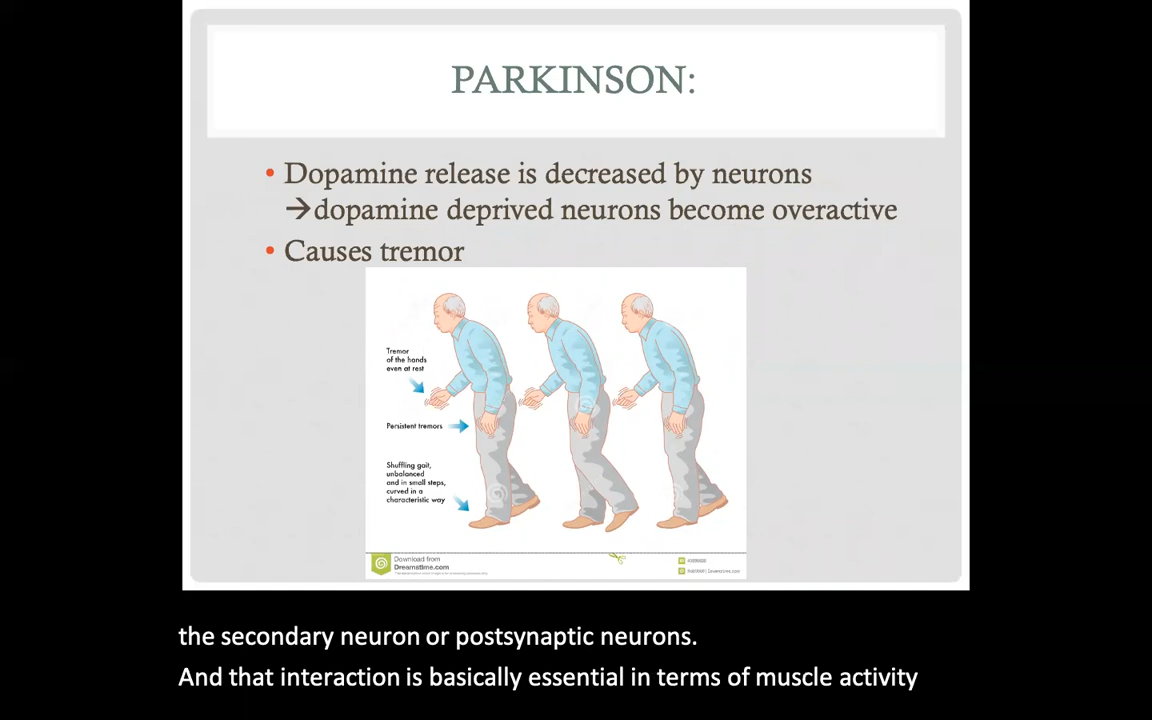 PARKINSON:
• Dopamine release is decreased by neurons
→dopamine deprived neurons become overactive
• Causes tremor
Tremor
of the hands
even at rest
Persistent tremors
Shuffling gait,
unbalanced
and in small steps,
curved in a
characteristic way
Download from
Dreamstime.com
the secondary neuron or postsynaptic neurons.
And that interaction is basically essential in terms of muscle activity